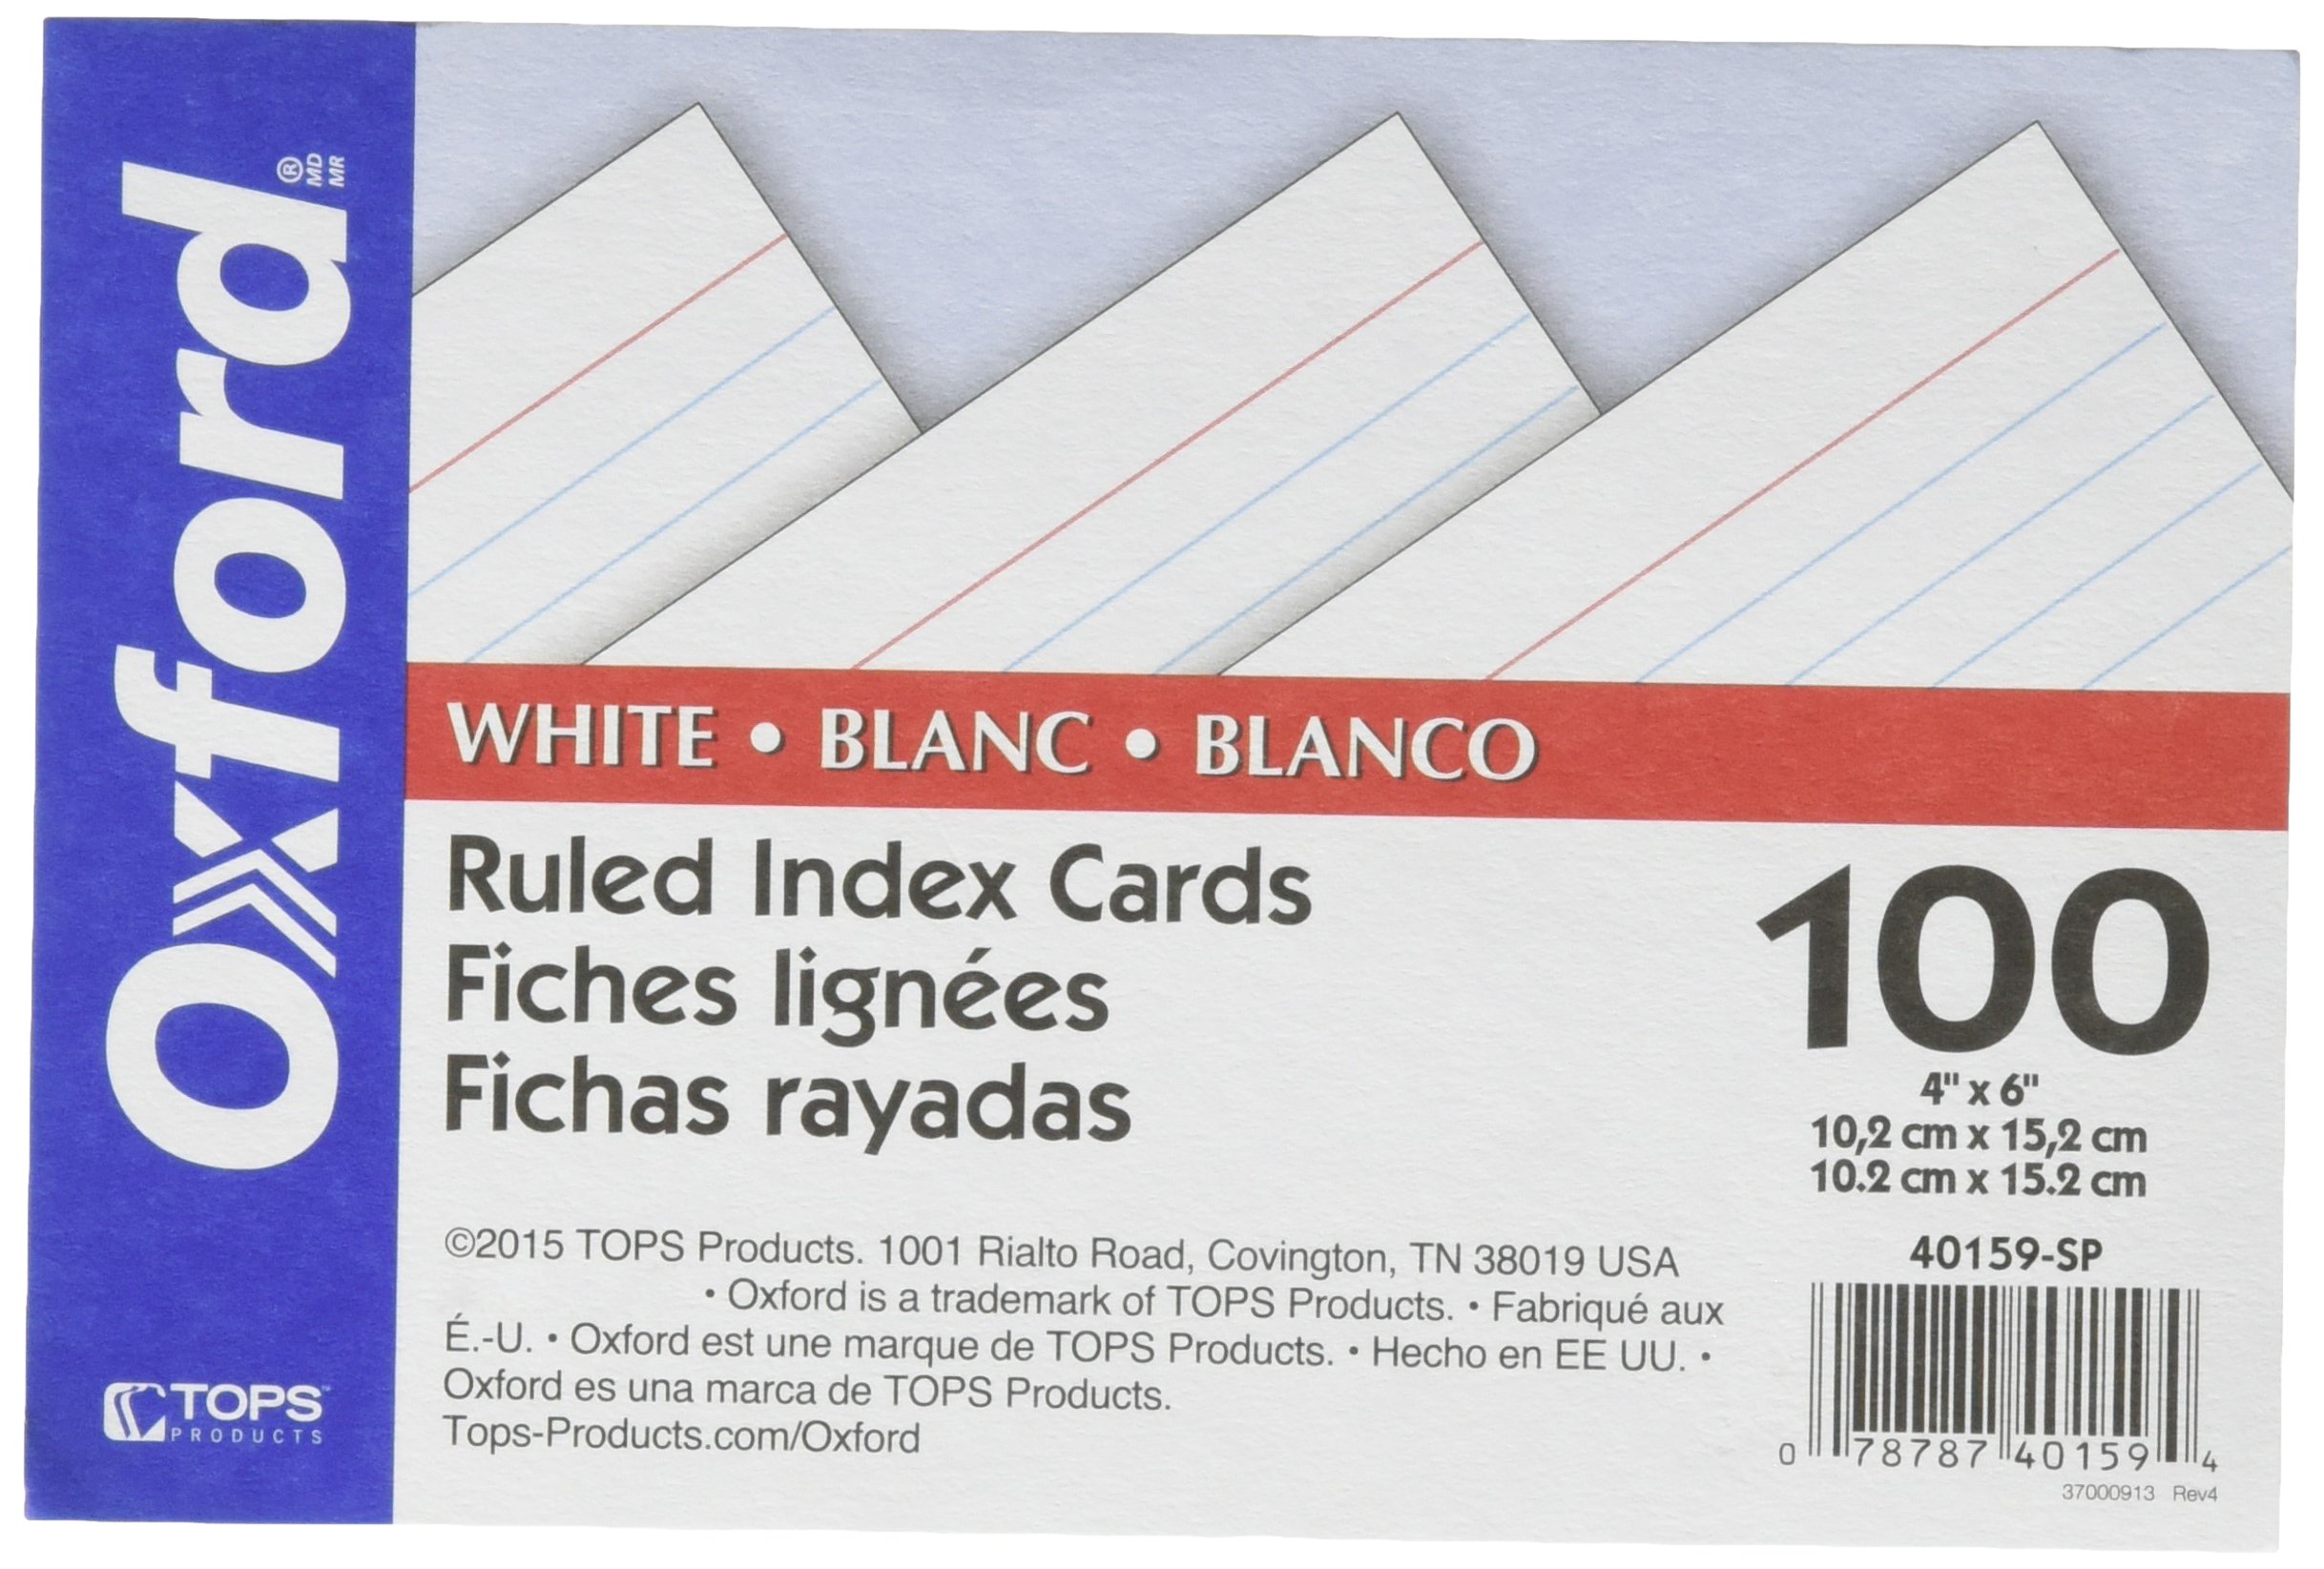 Oxford® MD MR
WHITE • BLANC • BLANCO
Ruled Index Cards
Fiches lignées
Fichas rayadas
100
4" x 6"
10,2 cm x 15,2 cm
10.2 cm x 15.2 cm
40159-SP
©2015 TOPS Products. 1001 Rialto Road, Covington, TN 38019 USA
• Oxford is a trademark of TOPS Products. • Fabriqué aux
É.-U. • Oxford est une marque de TOPS Products. • Hecho en EE UU. •
Oxford es una marca de TOPS Products.
Tops-Products.com/Oxford
TOPS™
PRODUCTS
0 78787 40159 4
37000913 Rev4